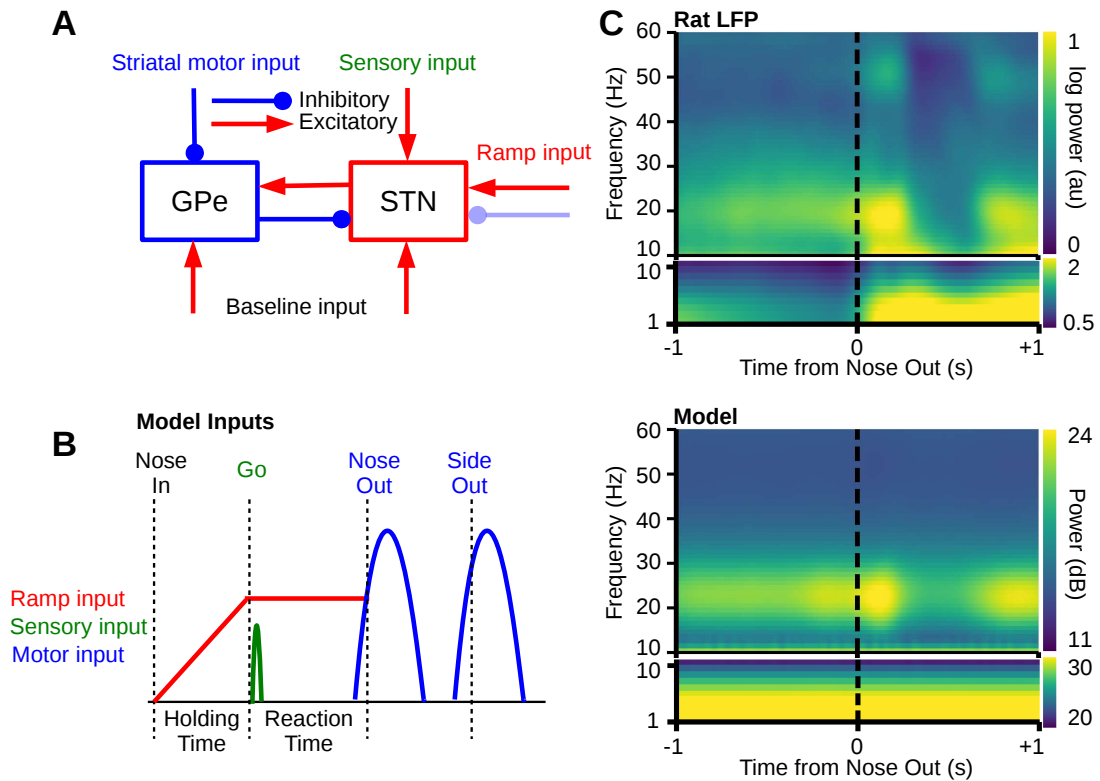 A
Striatal motor input
Sensory input
Inhibitory
Excitatory
Ramp input
GPe
STN
Baseline input
B
Model Inputs
Nose
In
Go
Nose
Out
Side
Out
Ramp input
Sensory input
Motor input
Holding
Time
Reaction
Time
C
Rat LFP
60
50
40
30
20
10
Frequency (Hz)
1
0
log power (au)
10
1
2
0.5
-1
0
+1
Time from Nose Out (s)
Model
60
50
40
30
20
10
Frequency (Hz)
24
11
Power (dB)
10
1
30
20
-1
0
+1
Time from Nose Out (s)